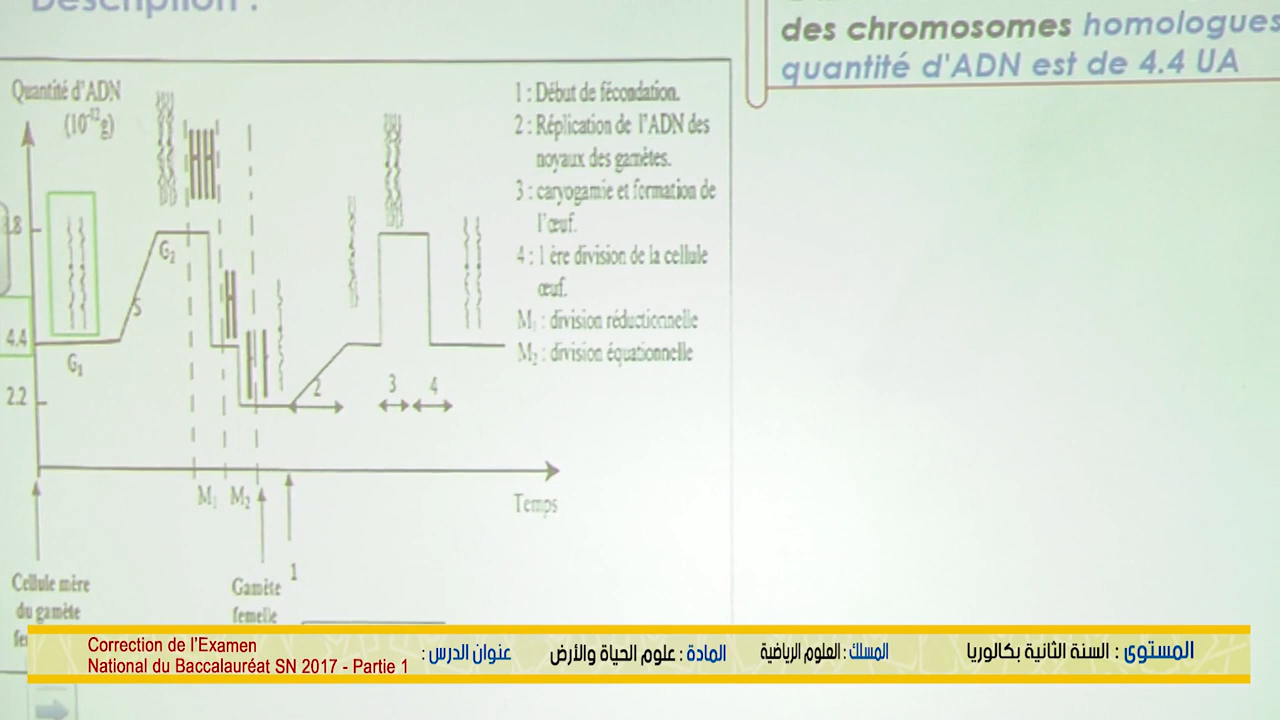 Description :
des chromosomes homologues
quantité d'ADN est de 4.4 UA
Quantité d'ADN
(10⁻¹²g)
8.8
4.4
2.2
G₁
S
G₂
2
3
4
M₁
M₂
Temps
1
Cellule mère
du gamète
Gamète
femelle
1 : Début de fécondation.
2 : Réplication de l'ADN des
noyaux des gamètes.
3 : caryogamie et formation de
l'œuf.
4 : 1 ère division de la cellule
œuf.
M₁ : division réductionnelle
M₂ : division équationnelle
المستوى : السنة الثانية بكالوريا
المسلك : العلوم الرياضية
المادة : علوم الحياة والأرض
عنوان الدرس :
Correction de l'Examen
National du Baccalauréat SN 2017 - Partie 1